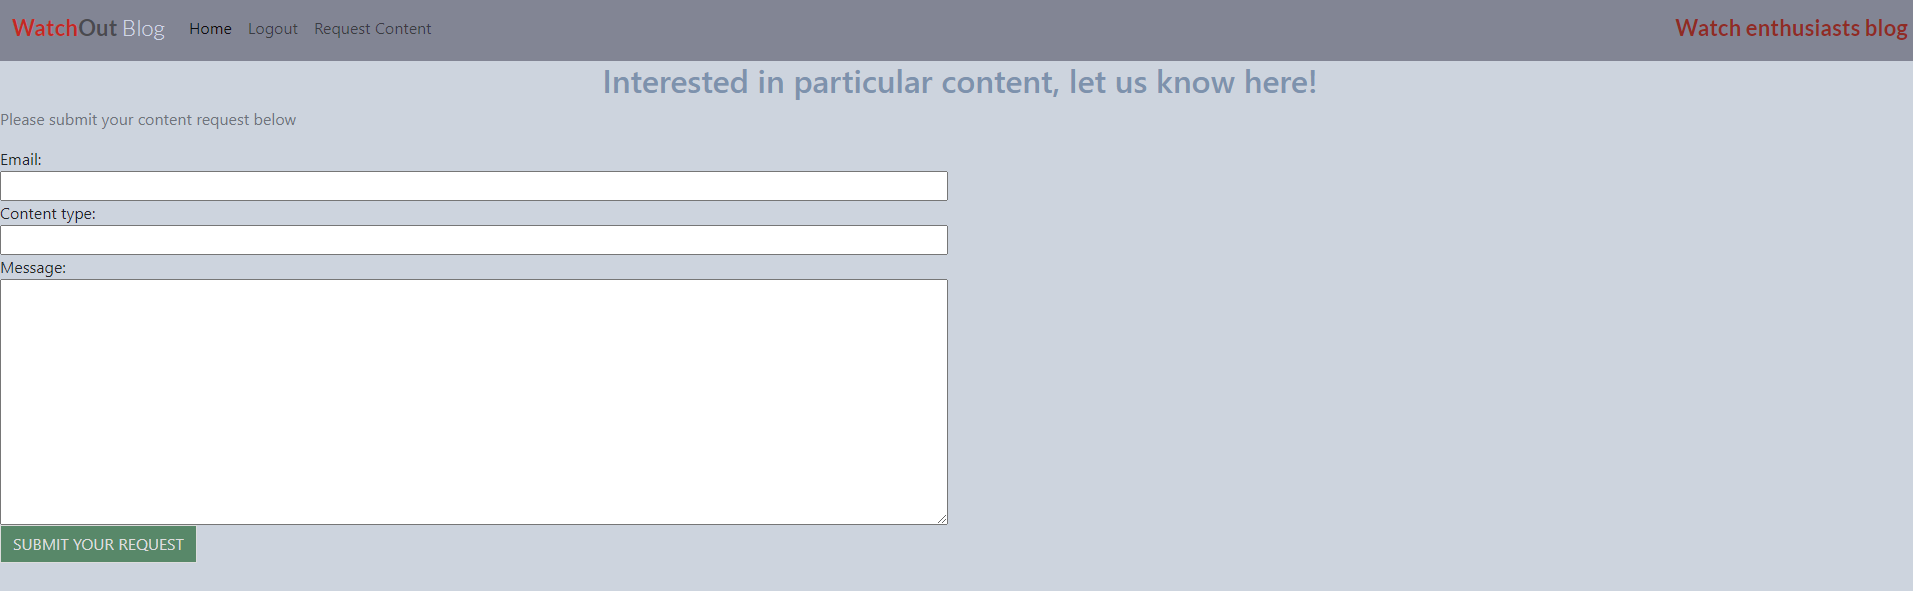 WatchOut Blog Home Logout Request Content Watch enthusiasts blog
Interested in particular content, let us know here!
Please submit your content request below
Email:
Content type:
Message:
SUBMIT YOUR REQUEST